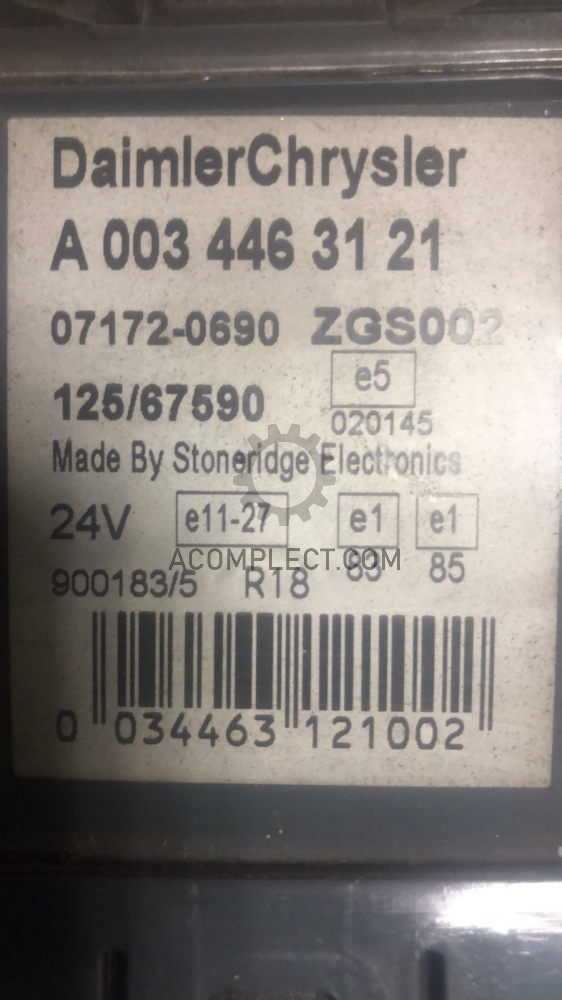 DaimlerChrysler
A 003 446 31 21
07172-0690 ZGS002
e5
125/67590
020145
Made By Stoneridge Electronics
24V e11-27 e1 e1
ACOMPLECT.COM
900183/5 R18 83 85
0 034463 121002